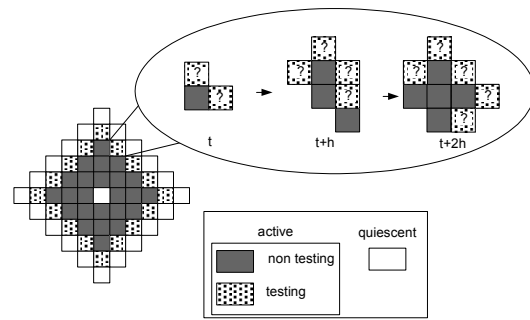 ?
? ?
? ? ? ?
? ?
? ? ?
?
t
t+h
t+2h
active
quiescent
non testing
testing